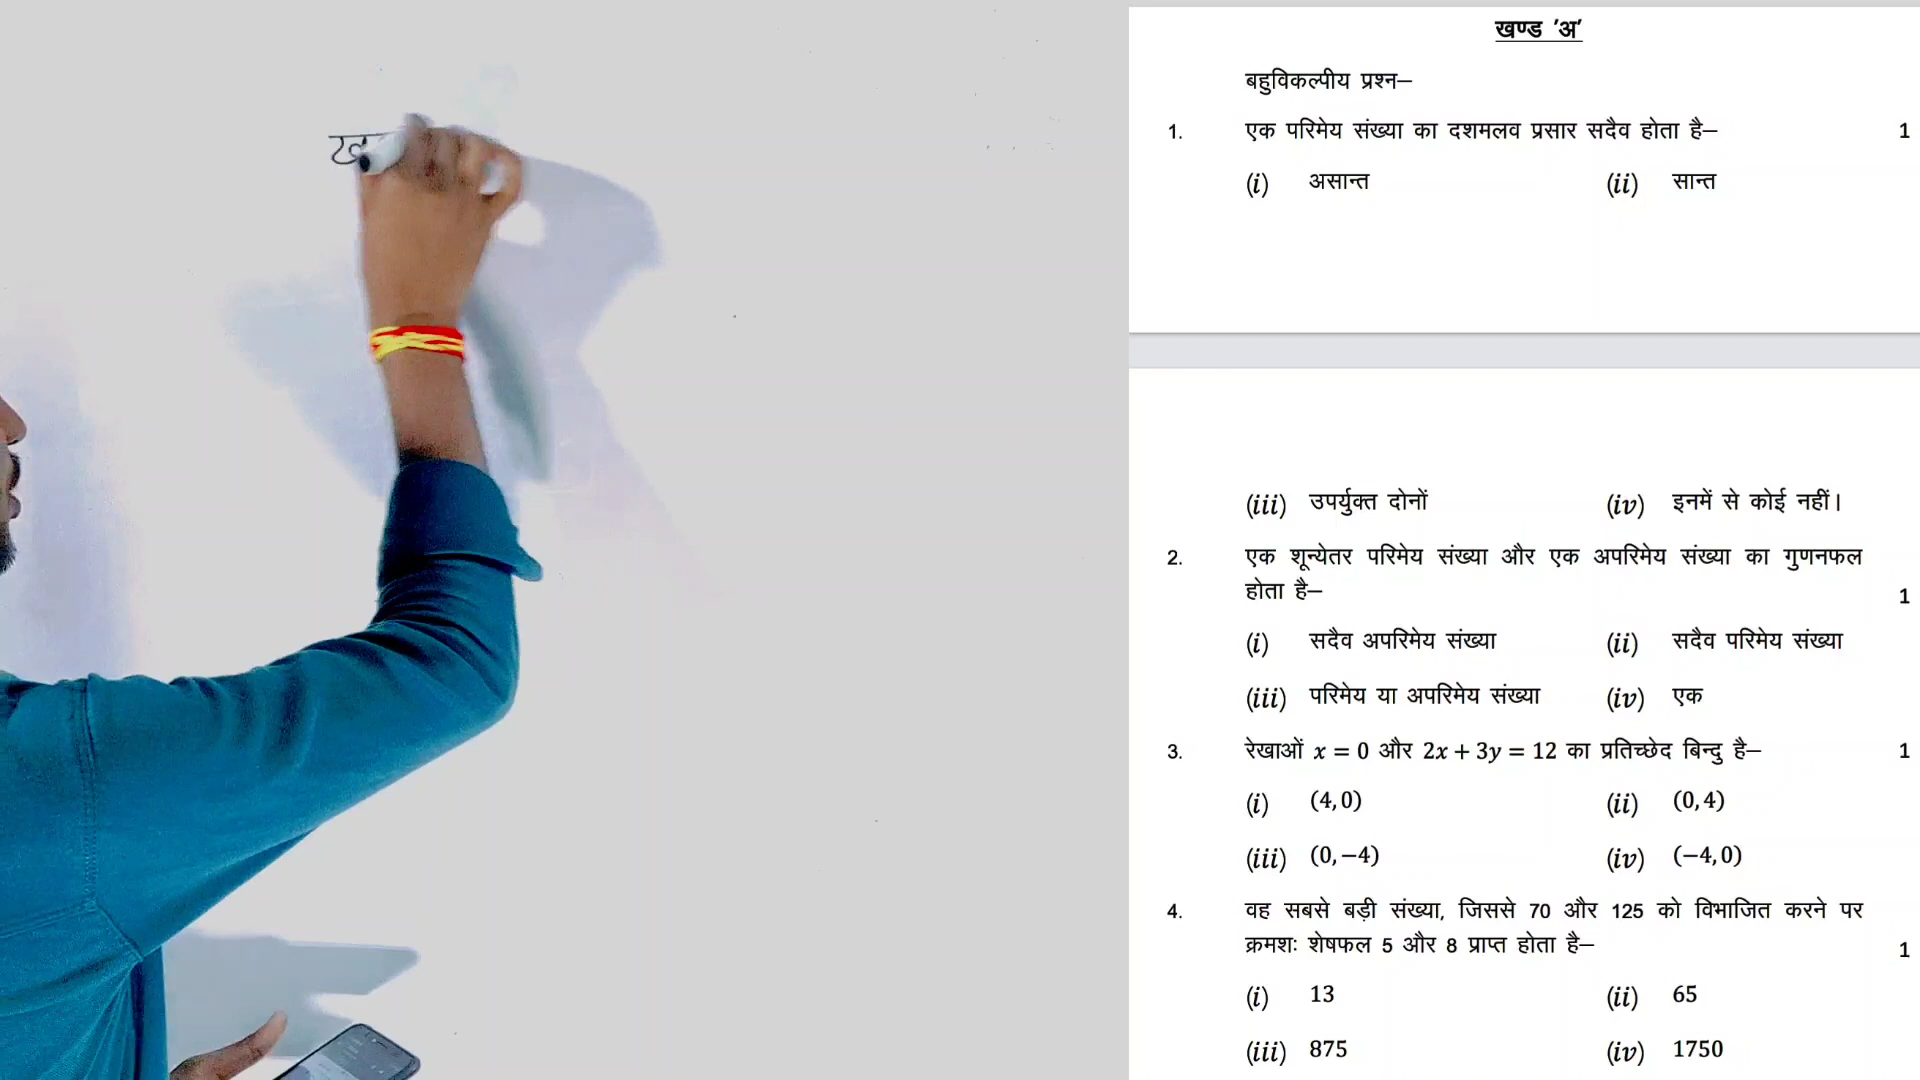 ख
खण्ड 'अ'
बहुविकल्पीय प्रश्न–
1. एक परिमेय संख्या का दशमलव प्रसार सदैव होता है– 1
(i) असान्त (ii) सान्त
(iii) उपर्युक्त दोनों (iv) इनमें से कोई नहीं।
2. एक शून्येतर परिमेय संख्या और एक अपरिमेय संख्या का गुणनफल
होता है– 1
(i) सदैव अपरिमेय संख्या (ii) सदैव परिमेय संख्या
(iii) परिमेय या अपरिमेय संख्या (iv) एक
3. रेखाओं x = 0 और 2x + 3y = 12 का प्रतिच्छेद बिन्दु है– 1
(i) (4, 0) (ii) (0, 4)
(iii) (0, −4) (iv) (−4, 0)
4. वह सबसे बड़ी संख्या, जिससे 70 और 125 को विभाजित करने पर
क्रमशः शेषफल 5 और 8 प्राप्त होता है– 1
(i) 13 (ii) 65
(iii) 875 (iv) 1750